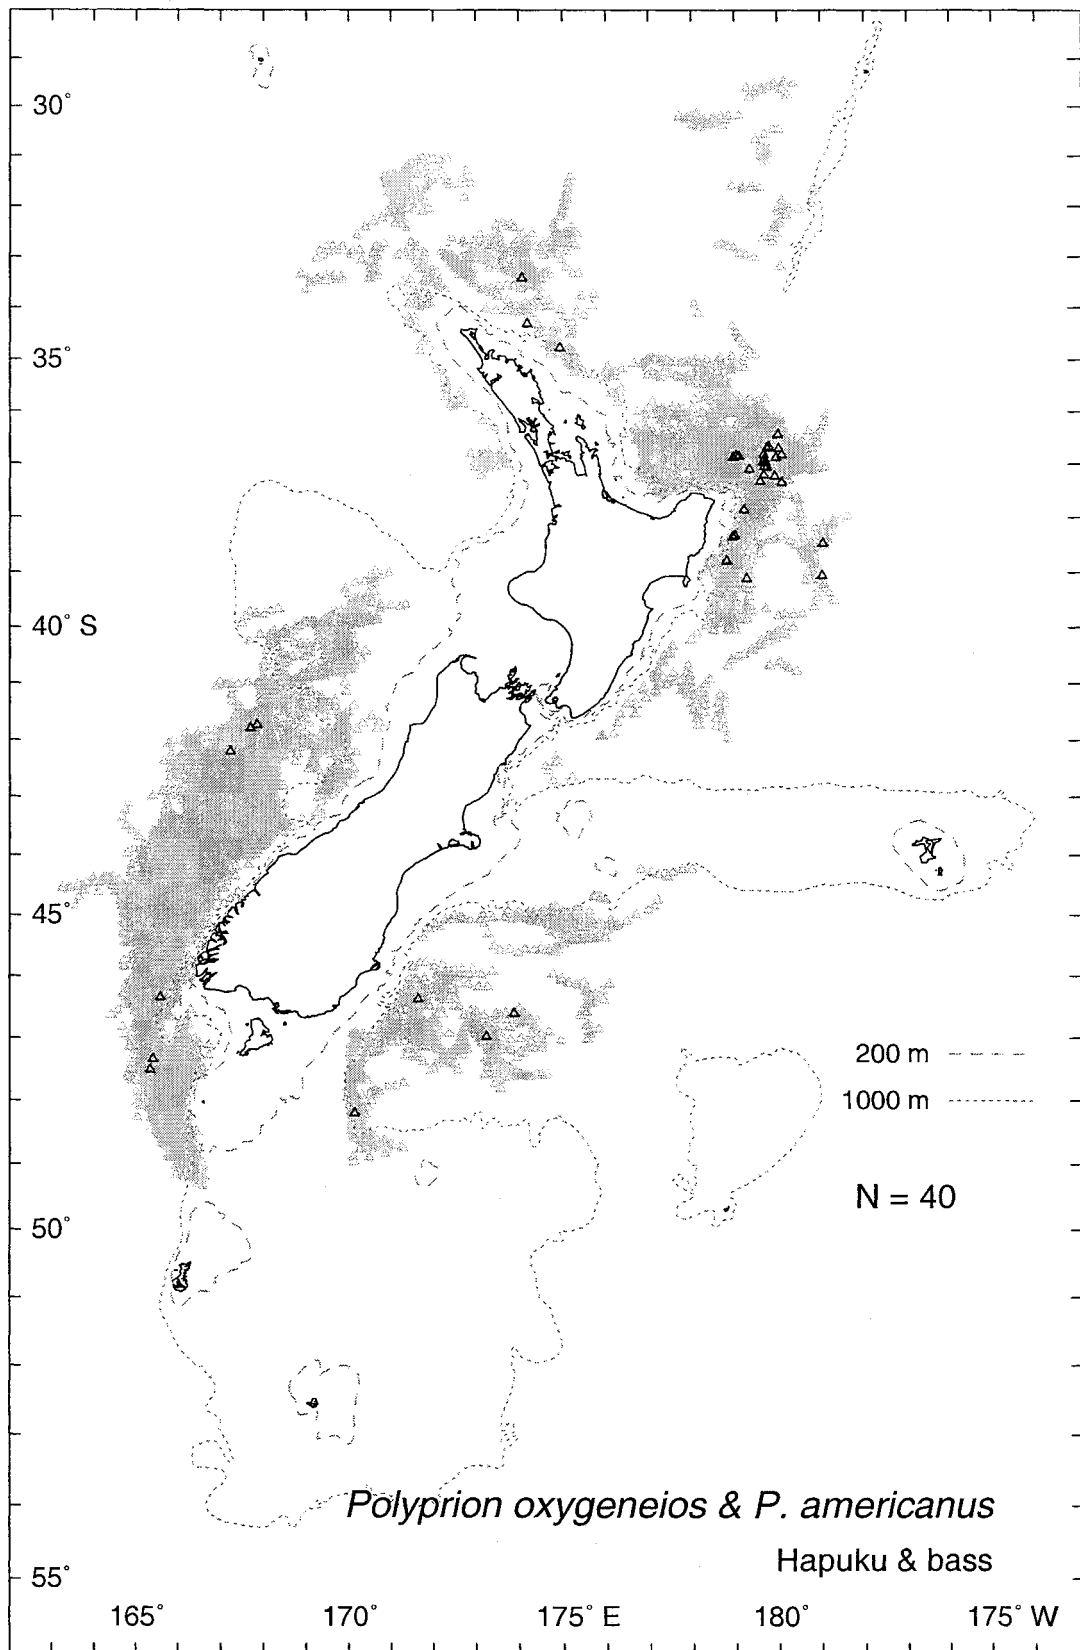 30°
35°
40° S
45°
200 m
1000 m
N = 40
50°
Polyprion oxygeneios & P. americanus
Hapuku & bass
55°
165° 170° 175° E 180° 175° W